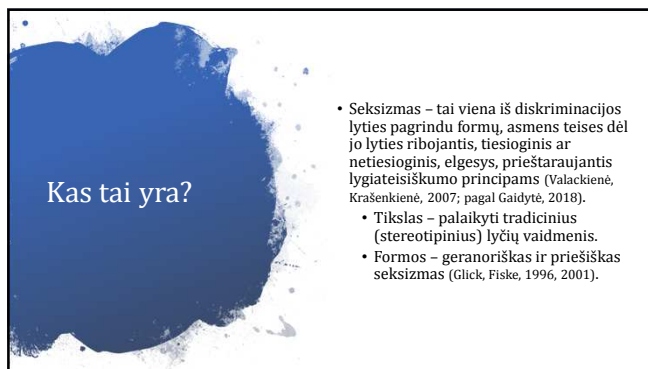 Kas tai yra?
• Seksizmas – tai viena iš diskriminacijos
lyties pagrindu formų, asmens teises dėl
jo lyties ribojantis, tiesioginis ar
netiesioginis, elgesys, prieštaraujantis
lygiateisiškumo principams (Valackienė,
Krašenkienė, 2007; pagal Gaidytė, 2018).
• Tikslas – palaikyti tradicinius
(stereotipinius) lyčių vaidmenis.
• Formos – geranoriškas ir priešiškas
seksizmas (Glick, Fiske, 1996, 2001).